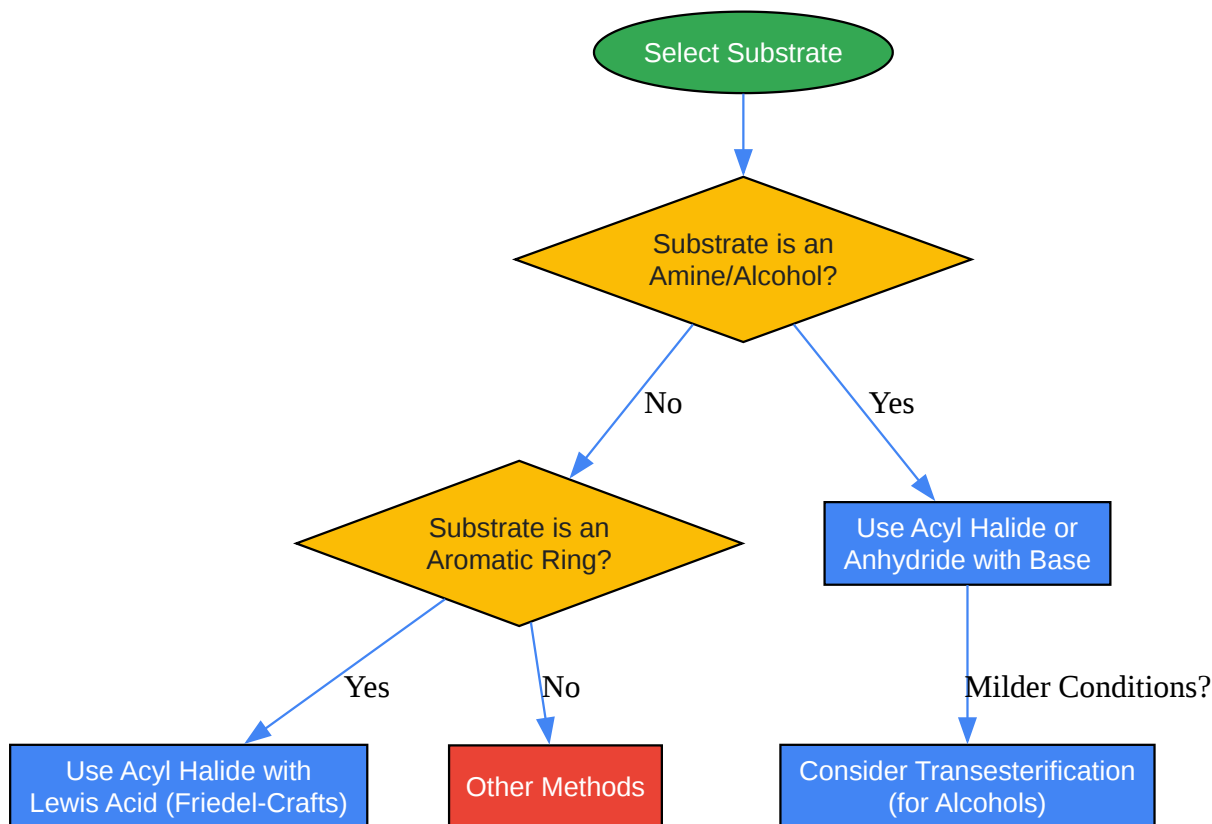 Select Substrate
Substrate is an
Amine/Alcohol?
No
Yes
Substrate is an
Aromatic Ring?
Use Acyl Halide or
Anhydride with Base
Yes
No
Milder Conditions?
Use Acyl Halide with
Lewis Acid (Friedel-Crafts)
Other Methods
Consider Transesterification
(for Alcohols)